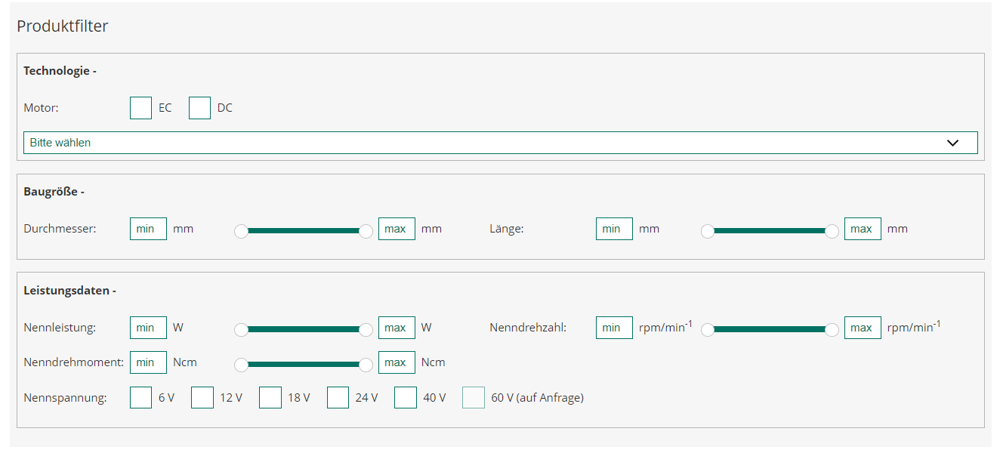 Produktfilter
Technologie -
Motor: EC DC
Bitte wählen
Baugröße -
Durchmesser: min mm max mm Länge: min mm max mm
Leistungsdaten -
Nennleistung: min W max W Nenndrehzahl: min rpm/min-1 max rpm/min-1
Nenndrehmoment: min Ncm max Ncm
Nennspannung: 6 V 12 V 18 V 24 V 40 V 60 V (auf Anfrage)